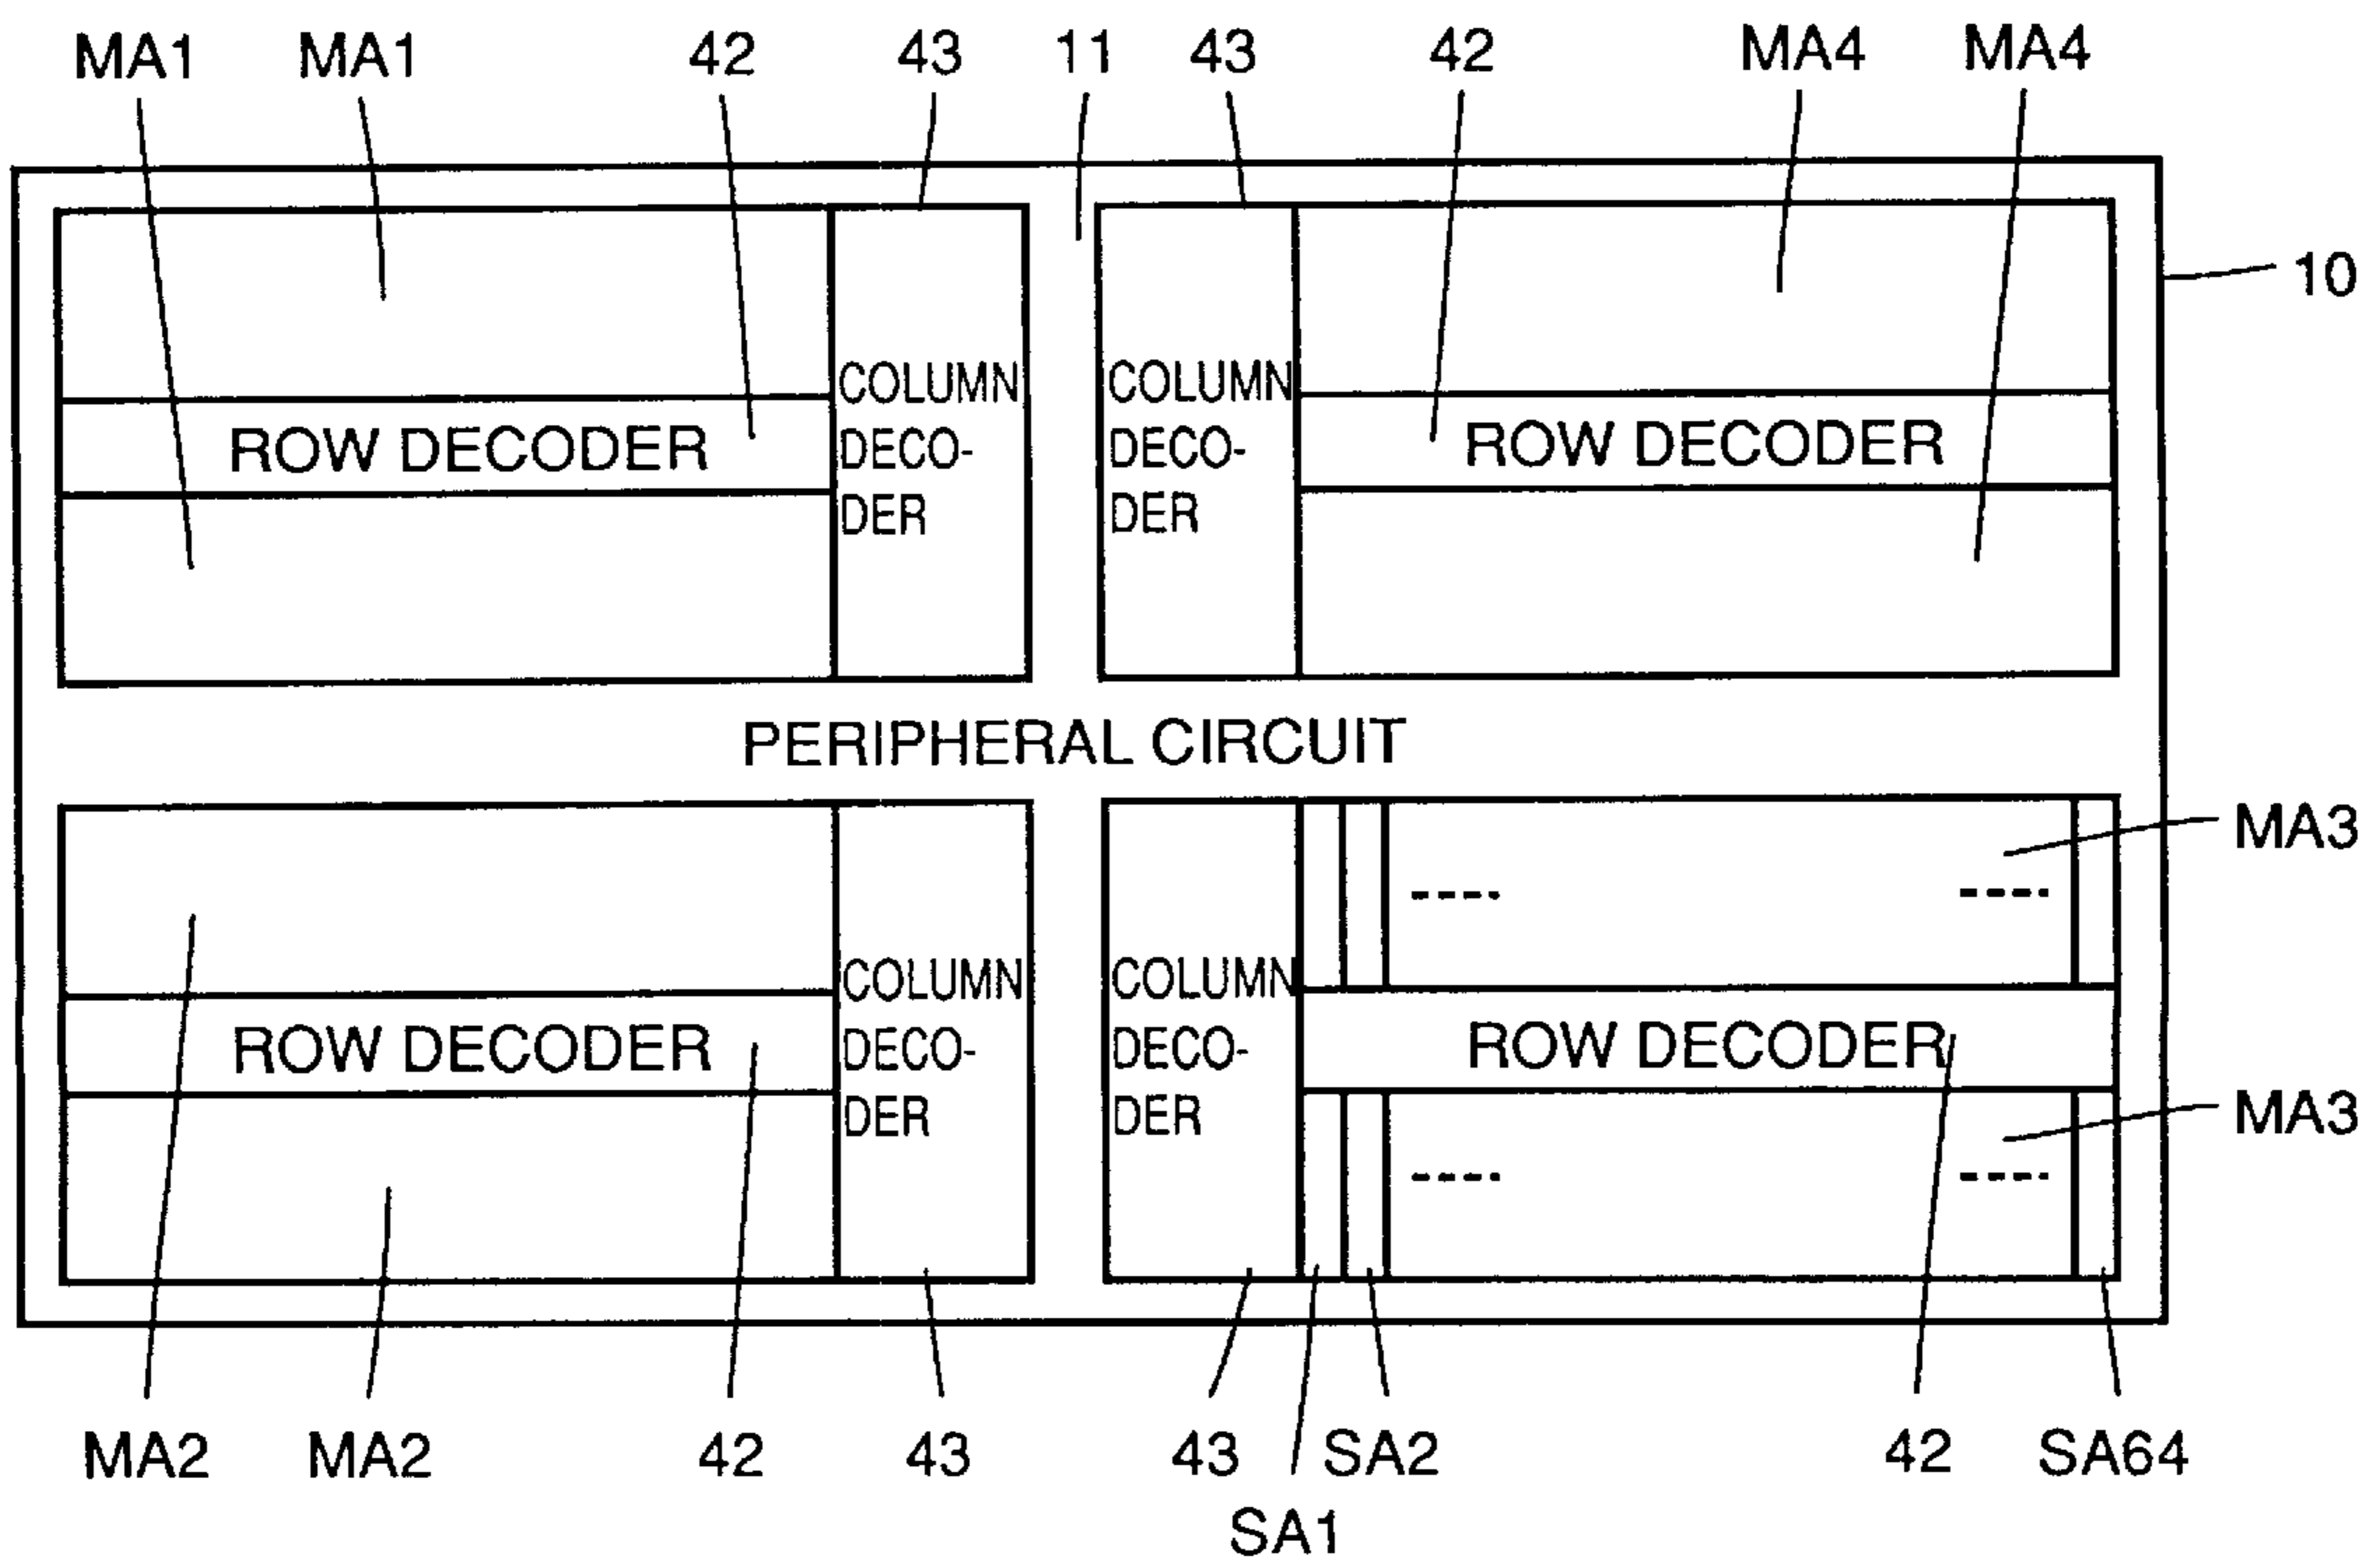 MA1 MA1 42 43 11 43 42 MA4 MA4
10
COLUMN
DECO-
DER
COLUMN
DECO-
DER
ROW DECODER
ROW DECODER
PERIPHERAL CIRCUIT
MA3
COLUMN
DECO-
DER
COLUMN
DECO-
DER
ROW DECODER
ROW DECODER
MA3
MA2 MA2 42 43 43 SA2 42 SA64
SA1